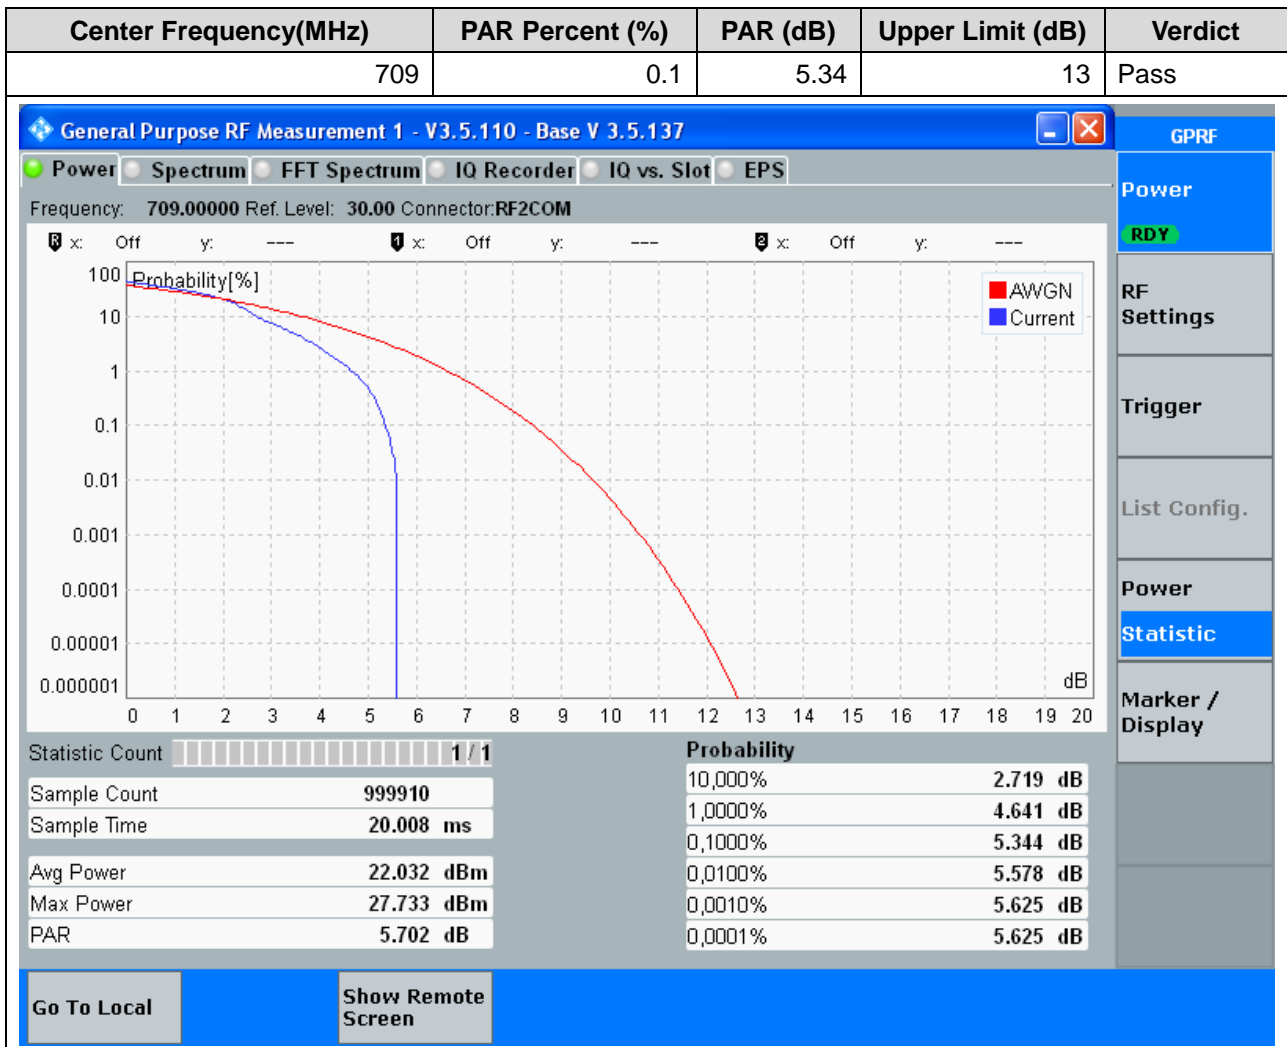 Center Frequency(MHz) PAR Percent (%) PAR (dB) Upper Limit (dB) Verdict
709 0.1 5.34 13 Pass
General Purpose RF Measurement 1 - V3.5.110 - Base V 3.5.137
GPRF
Power Spectrum FFT Spectrum IQ Recorder IQ vs. Slot EPS
Frequency: 709.00000 Ref. Level: 30.00 Connector:RF2COM
Power
RDY
R x: Off y: --- 1 x: Off y: --- 2 x: Off y: ---
Probability[%]
AWGN
Current
100
10
1
0.1
0.01
0.001
0.0001
0.00001
0.000001
dB
0 1 2 3 4 5 6 7 8 9 10 11 12 13 14 15 16 17 18 19 20
RF
Settings
Trigger
List Config.
Power
Statistic
Marker /
Display
Statistic Count 1 / 1
Sample Count 999910
Sample Time 20.008 ms
Avg Power 22.032 dBm
Max Power 27.733 dBm
PAR 5.702 dB
Probability
10,000% 2.719 dB
1,0000% 4.641 dB
0,1000% 5.344 dB
0,0100% 5.578 dB
0,0010% 5.625 dB
0,0001% 5.625 dB
Go To Local
Show Remote
Screen